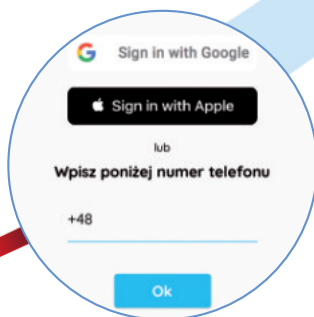 Sign in with Google
Sign in with Apple
lub
Wpisz poniżej numer telefonu
+48
Ok